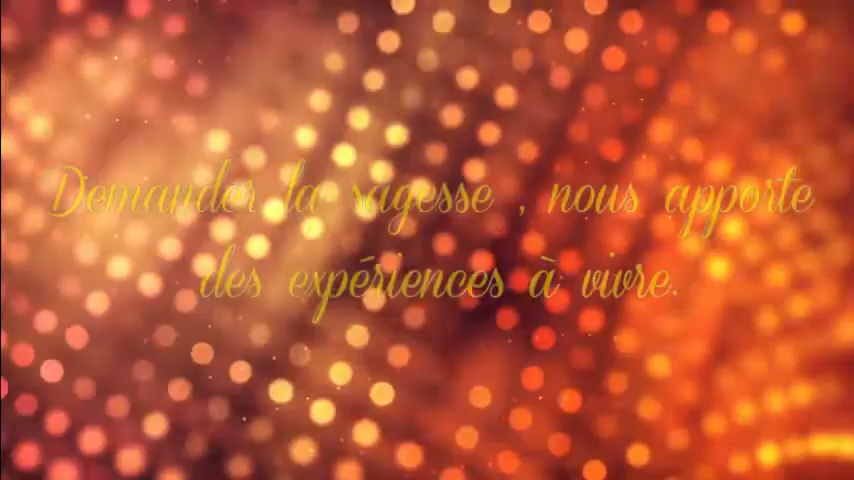 Demander la sagesse , nous apporte
des expériences à vivre.